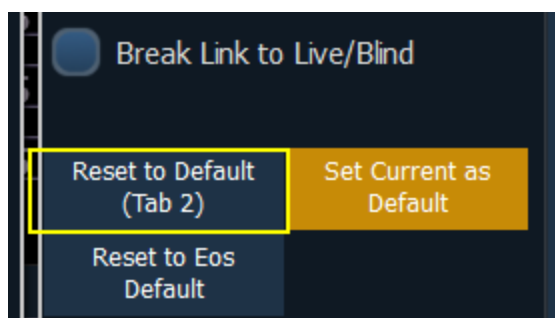 Break Link to Live/Blind
Reset to Default
(Tab 2)
Set Current as
Default
Reset to Eos
Default